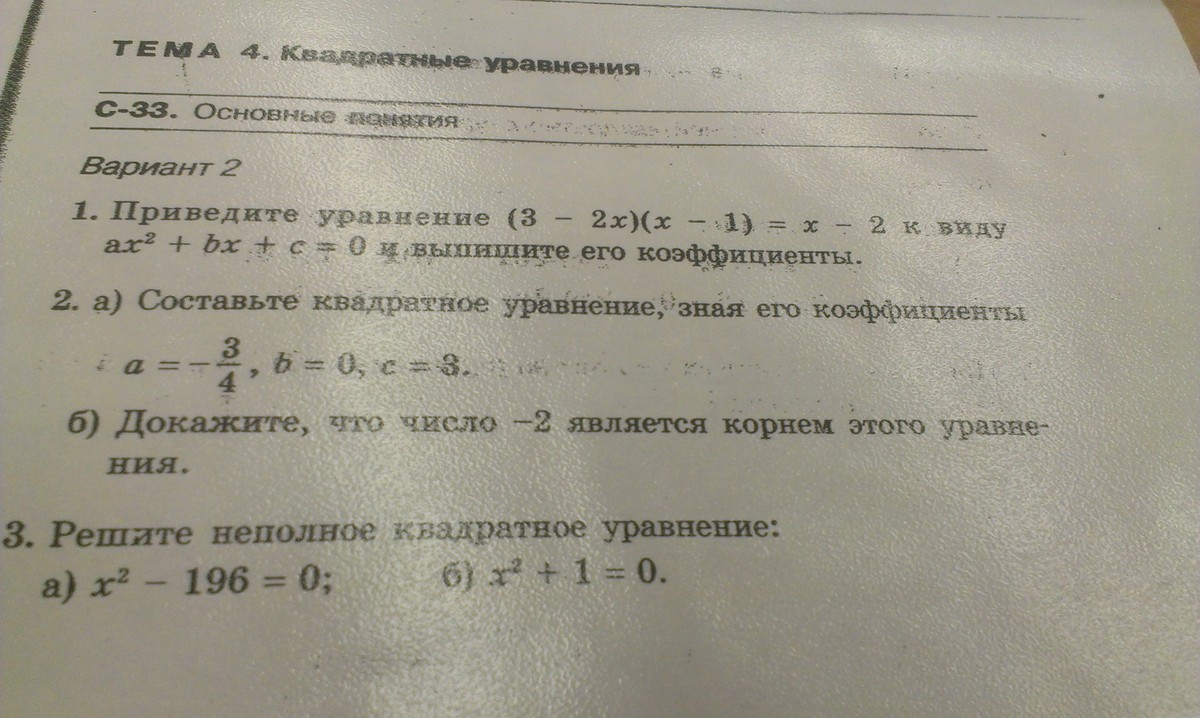 ТЕМА 4. Квадратные уравнения
С-33. Основные понятия
Вариант 2
1. Приведите уравнение (3 − 2x)(x − 1) = x − 2 к виду
ax² + bx + c = 0 и выпишите его коэффициенты.
2. а) Составьте квадратное уравнение, зная его коэффициенты
a = −3/4, b = 0, c = 3.
б) Докажите, что число −2 является корнем этого уравне-
ния.
3. Решите неполное квадратное уравнение:
а) x² − 196 = 0; б) x² + 1 = 0.